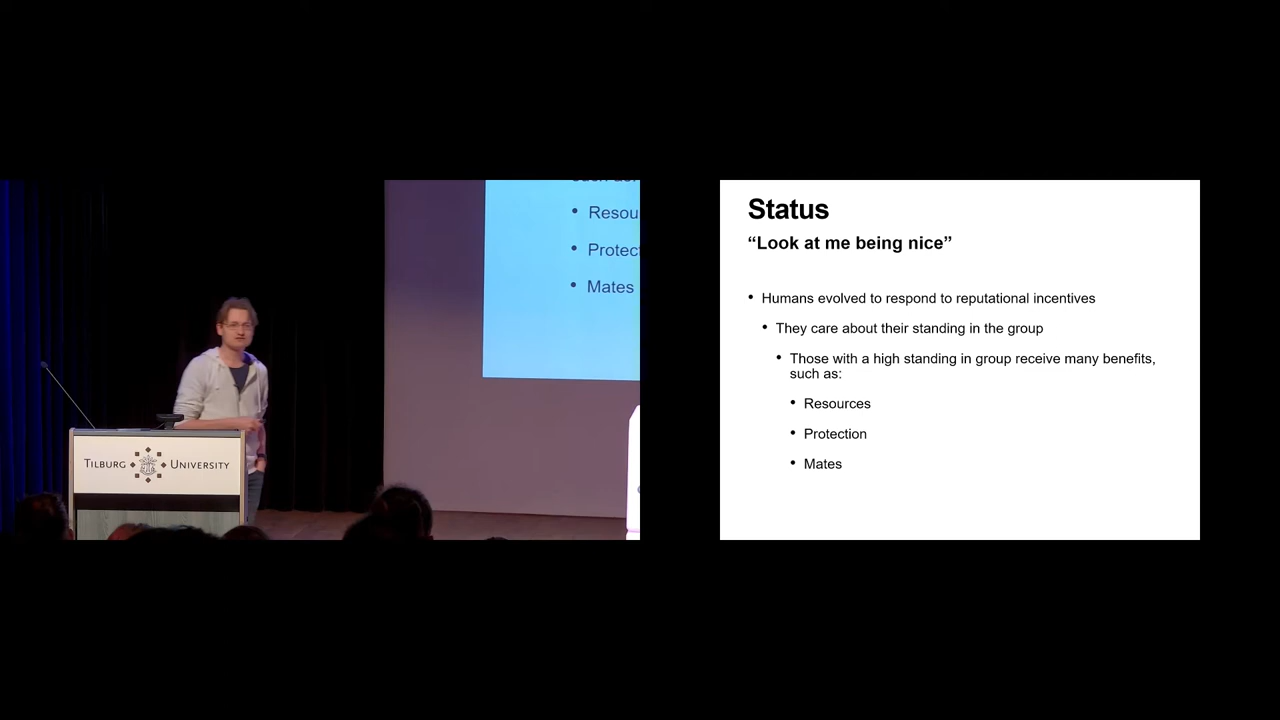 Resou
Protect
Mates
TILBURG UNIVERSITY
Status
“Look at me being nice”
• Humans evolved to respond to reputational incentives
• They care about their standing in the group
• Those with a high standing in group receive many benefits,
such as:
• Resources
• Protection
• Mates